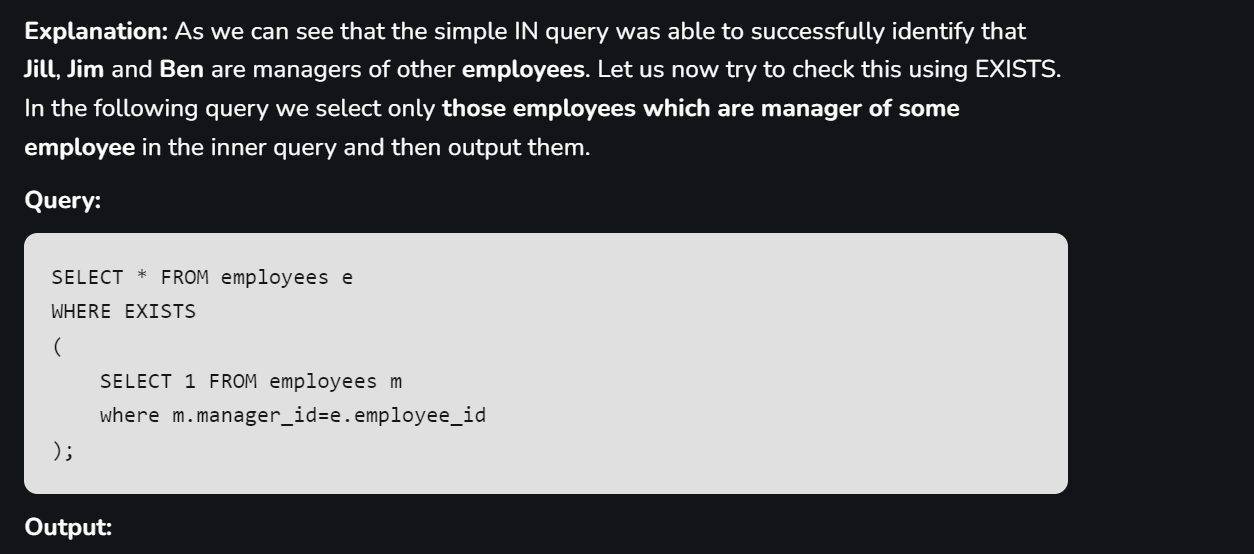 Explanation: As we can see that the simple IN query was able to successfully identify that
Jill, Jim and Ben are managers of other employees. Let us now try to check this using EXISTS.
In the following query we select only those employees which are manager of some
employee in the inner query and then output them.
Query:
SELECT * FROM employees e
WHERE EXISTS
(
    SELECT 1 FROM employees m
    where m.manager_id=e.employee_id
);
Output: